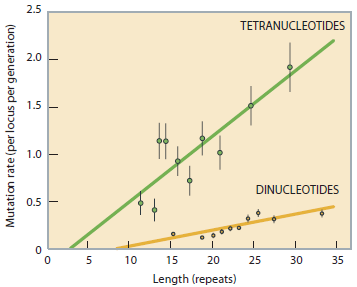 Mutation rate (per locus per generation)
2.5
2.0
1.5
1.0
0.5
0
TETRANUCLEOTIDES
DINUCLEOTIDES
0 5 10 15 20 25 30 35
Length (repeats)